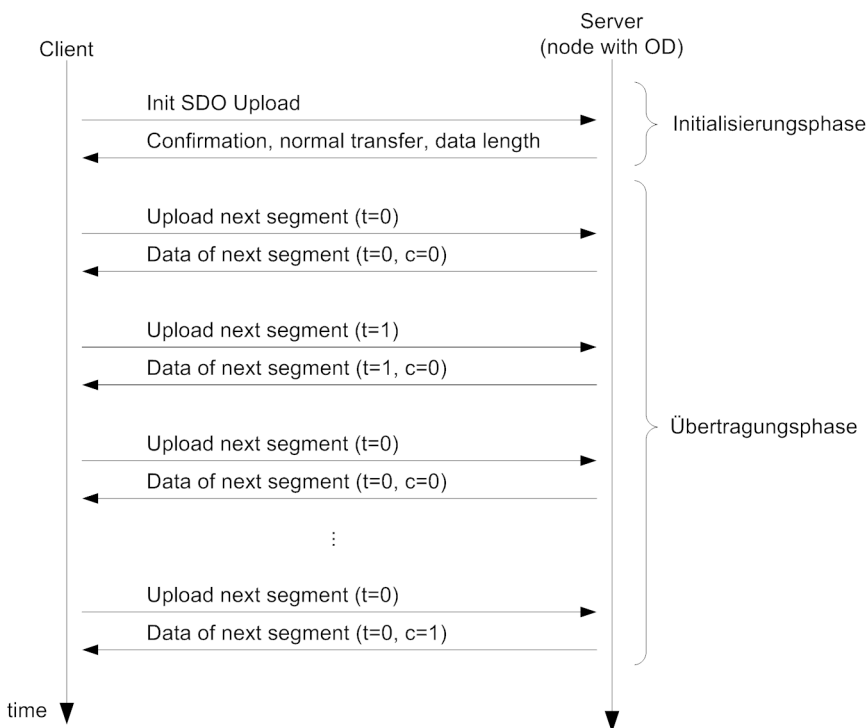 Client
Server
(node with OD)
Init SDO Upload
Confirmation, normal transfer, data length
Initialisierungsphase
Upload next segment (t=0)
Data of next segment (t=0, c=0)
Upload next segment (t=1)
Data of next segment (t=1, c=0)
Übertragungsphase
Upload next segment (t=0)
Data of next segment (t=0, c=0)
⋮
Upload next segment (t=0)
Data of next segment (t=0, c=1)
time